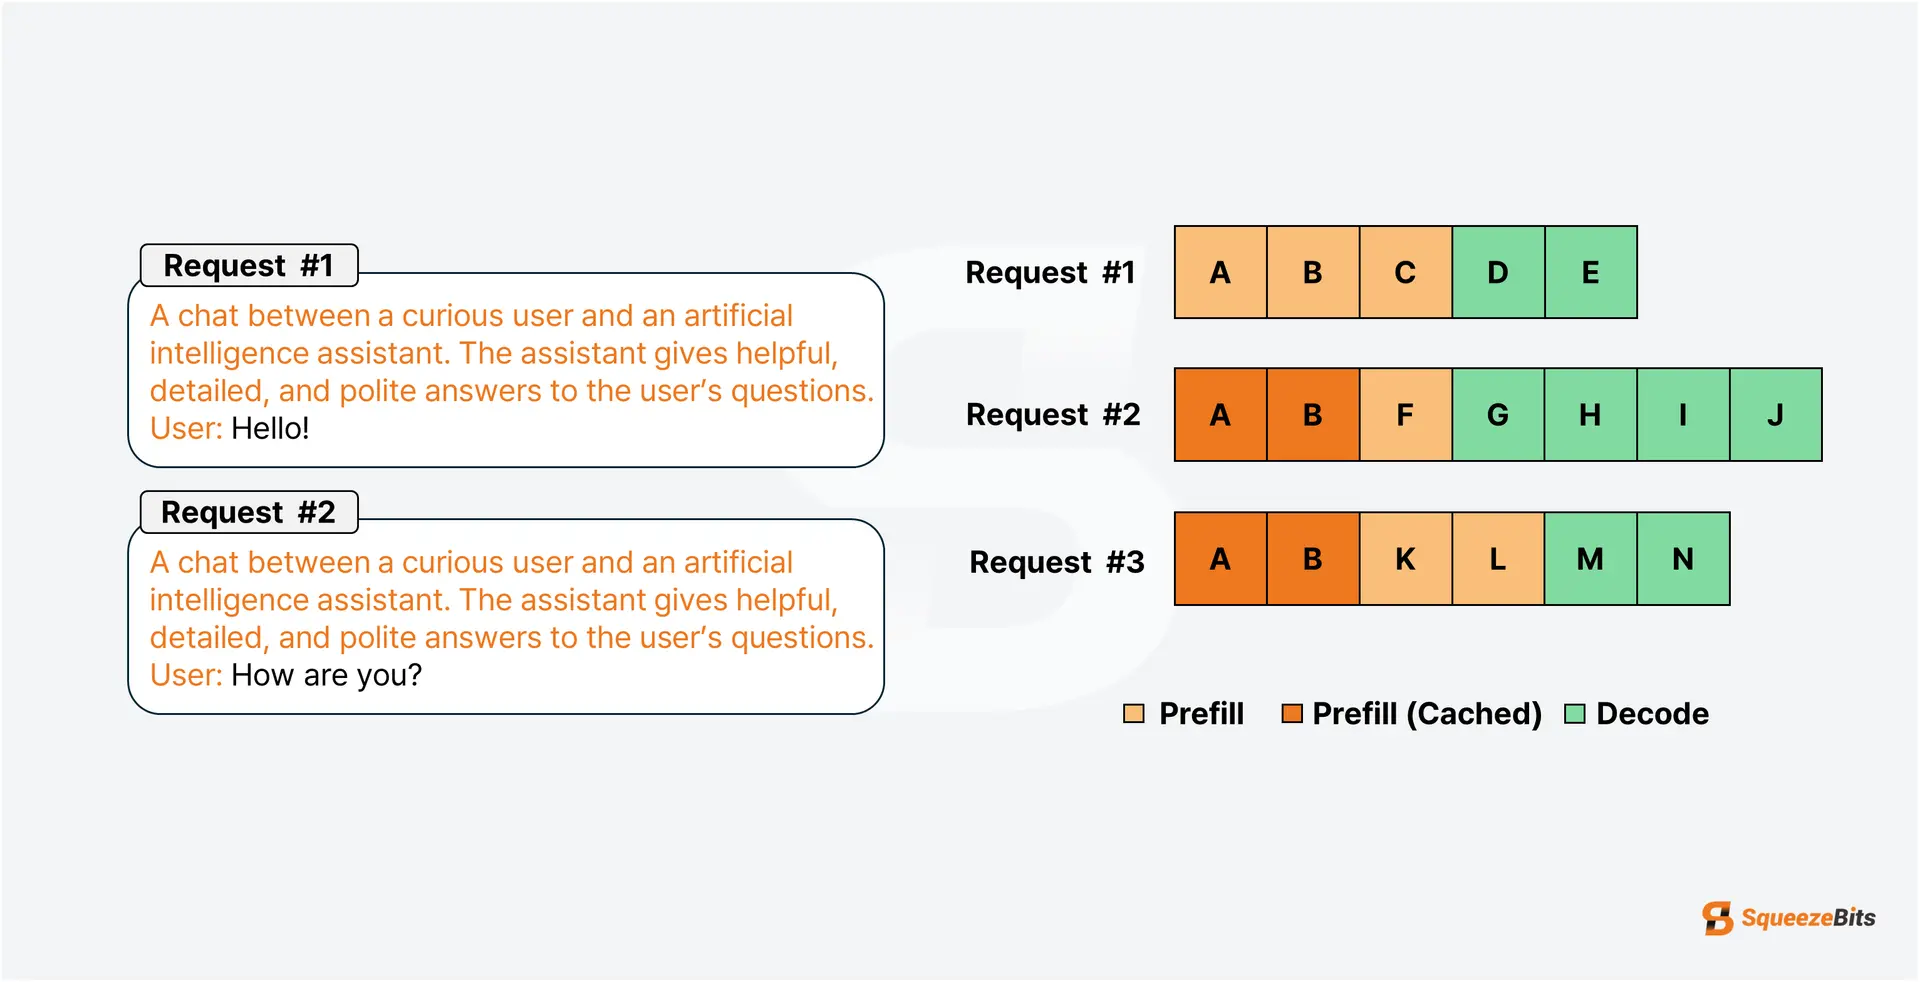 Request #1
A chat between a curious user and an artificial
intelligence assistant. The assistant gives helpful,
detailed, and polite answers to the user’s questions.
User: Hello!
Request #2
A chat between a curious user and an artificial
intelligence assistant. The assistant gives helpful,
detailed, and polite answers to the user’s questions.
User: How are you?
Request #1 A B C D E
Request #2 A B F G H I J
Request #3 A B K L M N
Prefill Prefill (Cached) Decode
SqueezeBits